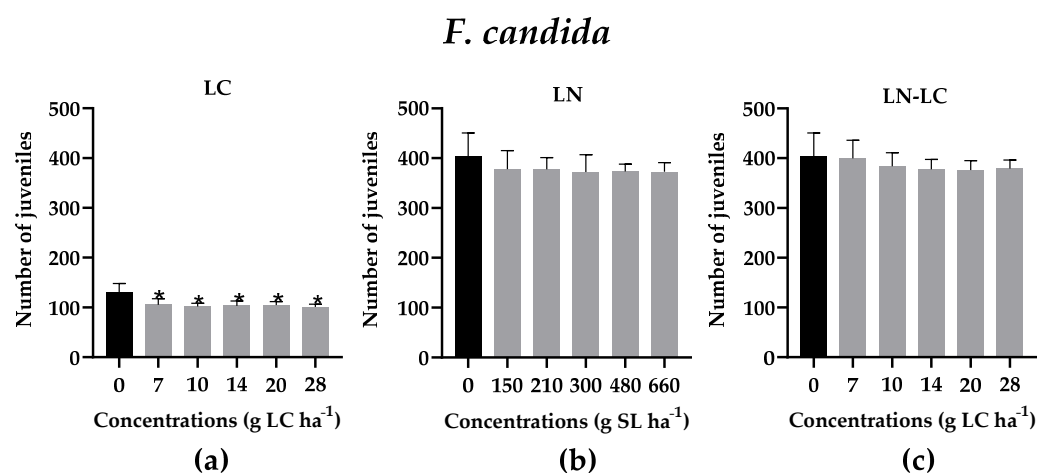 F. candida
LC
500
400
300
200
100
0
Number of juveniles
* * * * *
0 7 10 14 20 28
Concentrations (g LC ha-1)
(a)
LN
500
400
300
200
100
0
Number of juveniles
0 150 210 300 480 660
Concentrations (g SL ha-1)
(b)
LN-LC
500
400
300
200
100
0
Number of juveniles
0 7 10 14 20 28
Concentrations (g LC ha-1)
(c)